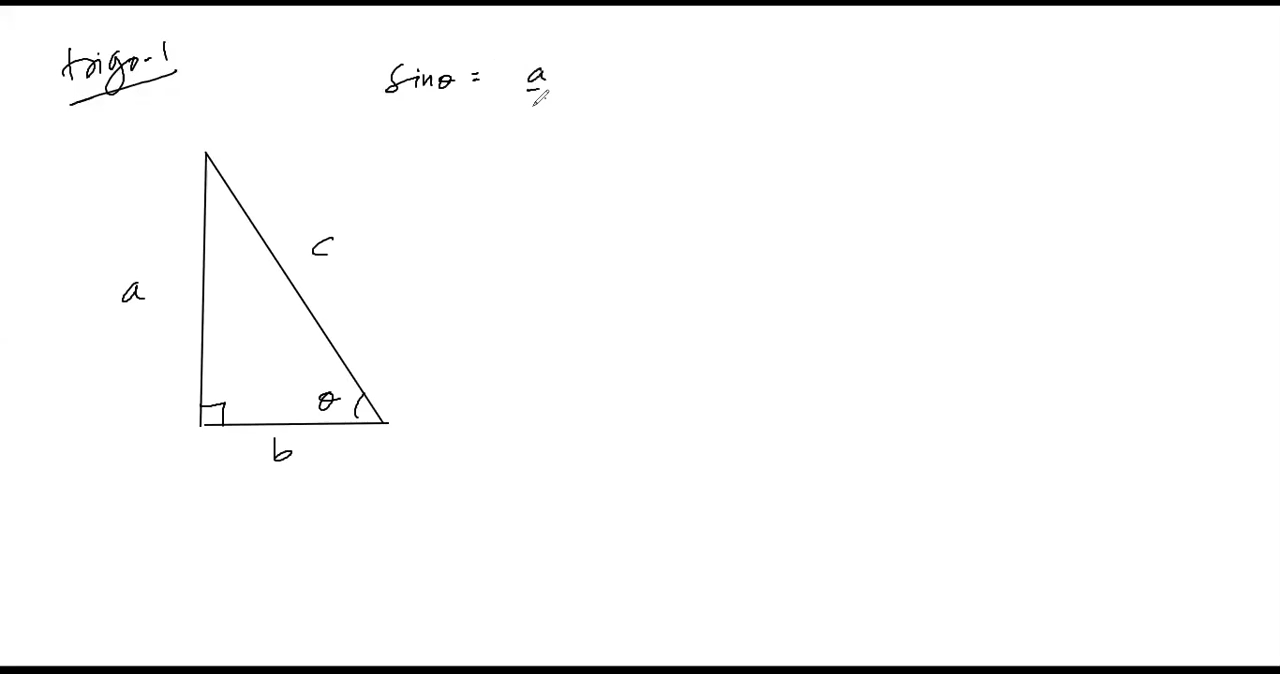 trigo-1
sinθ = a
c
a
θ
b